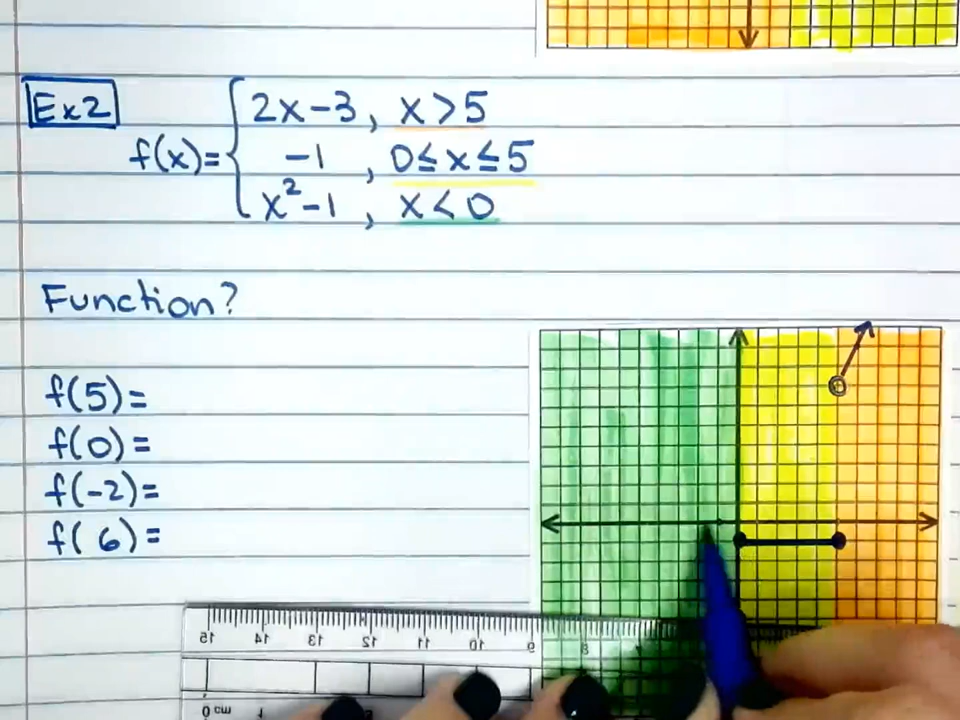 Ex2
f(x)= { 2x-3, x>5
-1, 0≤x≤5
x²-1, x<0
Function?
f(5)=
f(0)=
f(-2)=
f(6)=
15 14 13 12 11 10 9 8
0 cm 1